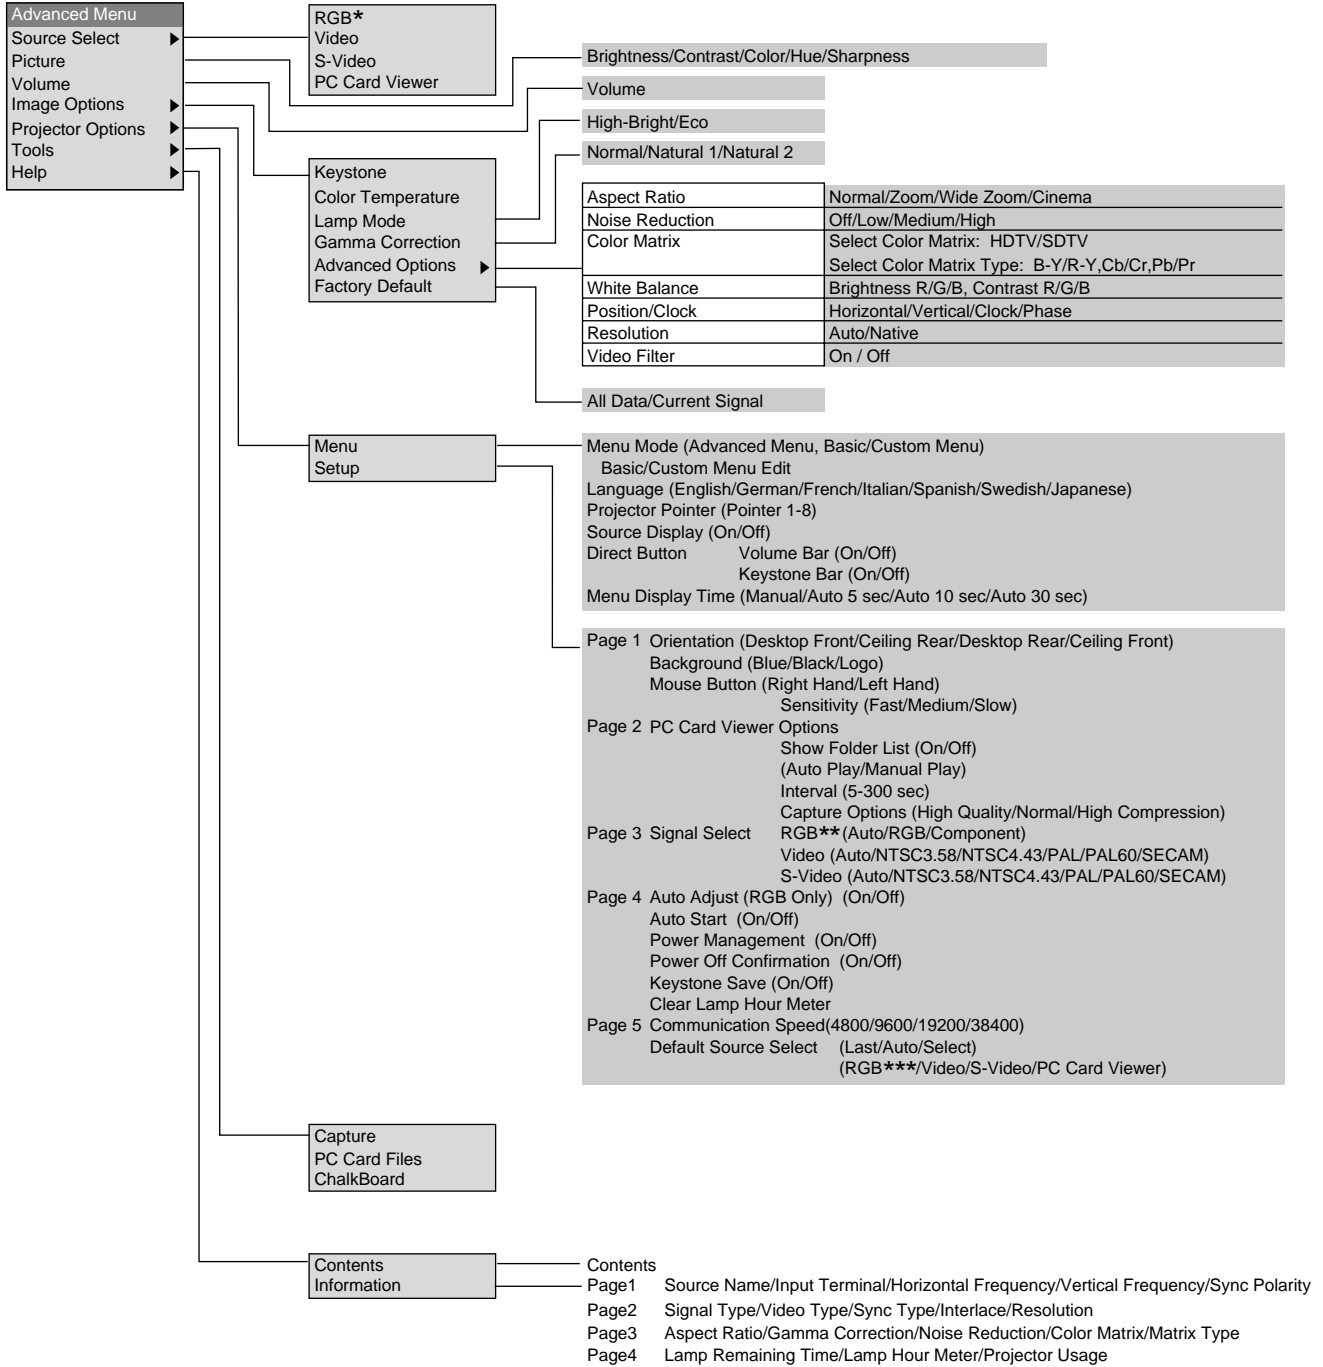 Advanced Menu
Source Select
Picture
Volume
Image Options
Projector Options
Tools
Help
RGB*
Video
S-Video
PC Card Viewer
Brightness/Contrast/Color/Hue/Sharpness
Volume
High-Bright/Eco
Normal/Natural 1/Natural 2
Keystone
Color Temperature
Lamp Mode
Gamma Correction
Advanced Options
Factory Default
Aspect Ratio Normal/Zoom/Wide Zoom/Cinema
Noise Reduction Off/Low/Medium/High
Color Matrix Select Color Matrix: HDTV/SDTV
Select Color Matrix Type: B-Y/R-Y,Cb/Cr,Pb/Pr
White Balance Brightness R/G/B, Contrast R/G/B
Position/Clock Horizontal/Vertical/Clock/Phase
Resolution Auto/Native
Video Filter On / Off
All Data/Current Signal
Menu
Setup
Menu Mode (Advanced Menu, Basic/Custom Menu)
Basic/Custom Menu Edit
Language (English/German/French/Italian/Spanish/Swedish/Japanese)
Projector Pointer (Pointer 1-8)
Source Display (On/Off)
Direct Button Volume Bar (On/Off)
Keystone Bar (On/Off)
Menu Display Time (Manual/Auto 5 sec/Auto 10 sec/Auto 30 sec)
Page 1 Orientation (Desktop Front/Ceiling Rear/Desktop Rear/Ceiling Front)
Background (Blue/Black/Logo)
Mouse Button (Right Hand/Left Hand)
Sensitivity (Fast/Medium/Slow)
Page 2 PC Card Viewer Options
Show Folder List (On/Off)
(Auto Play/Manual Play)
Interval (5-300 sec)
Capture Options (High Quality/Normal/High Compression)
Page 3 Signal Select RGB**(Auto/RGB/Component)
Video (Auto/NTSC3.58/NTSC4.43/PAL/PAL60/SECAM)
S-Video (Auto/NTSC3.58/NTSC4.43/PAL/PAL60/SECAM)
Page 4 Auto Adjust (RGB Only) (On/Off)
Auto Start (On/Off)
Power Management (On/Off)
Power Off Confirmation (On/Off)
Keystone Save (On/Off)
Clear Lamp Hour Meter
Page 5 Communication Speed(4800/9600/19200/38400)
Default Source Select (Last/Auto/Select)
(RGB***/Video/S-Video/PC Card Viewer)
Capture
PC Card Files
ChalkBoard
Contents
Information
Contents
Page1 Source Name/Input Terminal/Horizontal Frequency/Vertical Frequency/Sync Polarity
Page2 Signal Type/Video Type/Sync Type/Interlace/Resolution
Page3 Aspect Ratio/Gamma Correction/Noise Reduction/Color Matrix/Matrix Type
Page4 Lamp Remaining Time/Lamp Hour Meter/Projector Usage